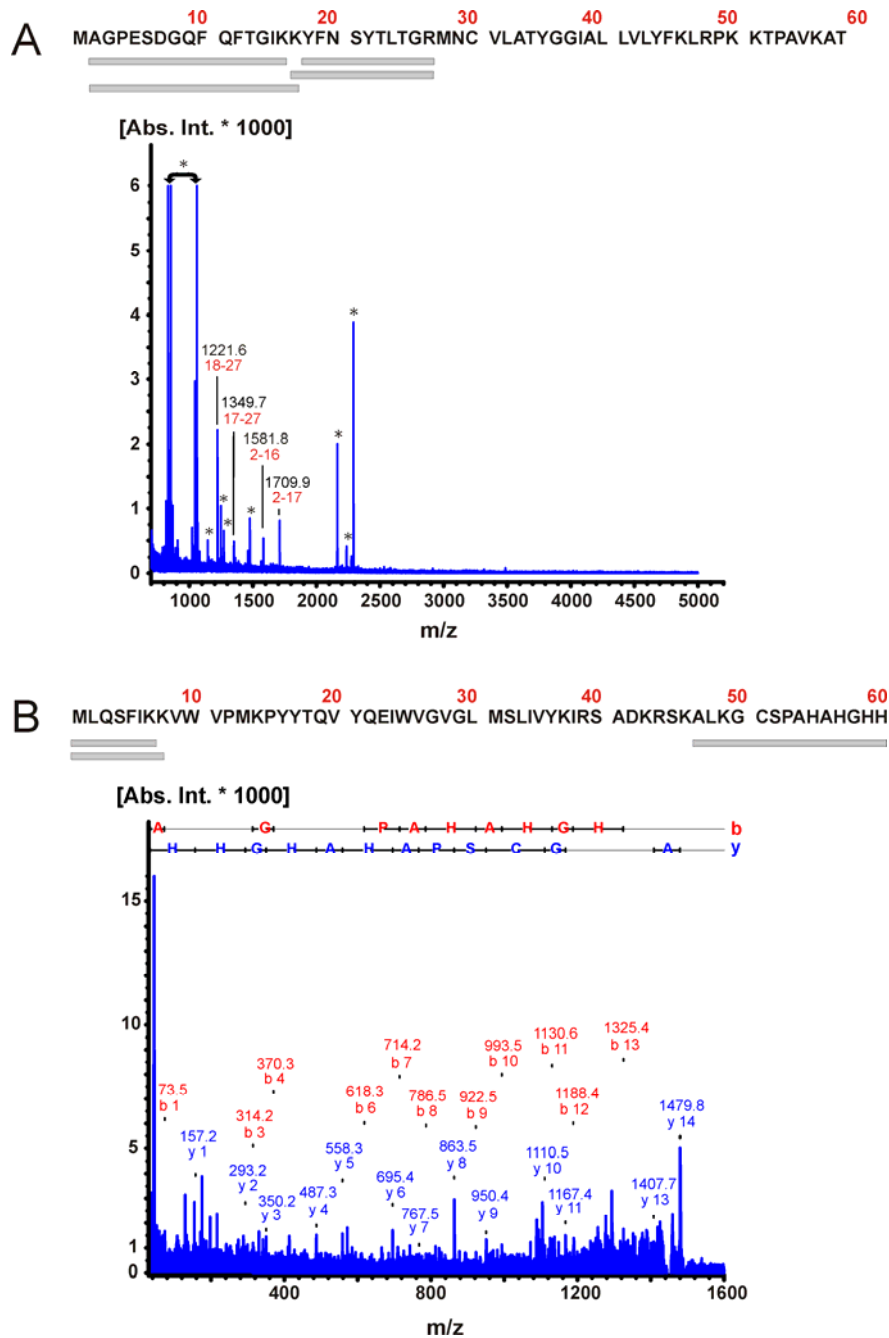 A
10 20 30 40 50 60
MAGPESDGQF QFTGIKKYFN SYTLTGRMNC VLATYGGIAL LVLYFKLRPK KTPAVKAT
[Abs. Int. * 1000]
*
6
5
4
3
2
1
0
1221.6
18-27
1349.7
17-27
1581.8
2-16
1709.9
2-17
* * * * * * *
1000 1500 2000 2500 3000 3500 4000 4500 5000
m/z
B
10 20 30 40 50 60
MLQSFIKKVW VPMKPYYTQV YQEIWVGVGL MSLIVYKIRS ADKRSKALKG CSPAHAHGHH
[Abs. Int. * 1000]
A G P A H A H G H b
H H G H A H A P S C G A y
15
10
5
1
0
73.5
b 1
314.2
b 3
370.3
b 4
618.3
b 6
714.2
b 7
786.5
b 8
922.5
b 9
993.5
b 10
1130.6
b 11
1188.4
b 12
1325.4
b 13
157.2
y 1
293.2
y 2
350.2
y 3
487.3
y 4
558.3
y 5
695.4
y 6
767.5
y 7
863.5
y 8
950.4
y 9
1110.5
y 10
1167.4
y 11
1407.7
y 13
1479.8
y 14
400 800 1200 1600
m/z